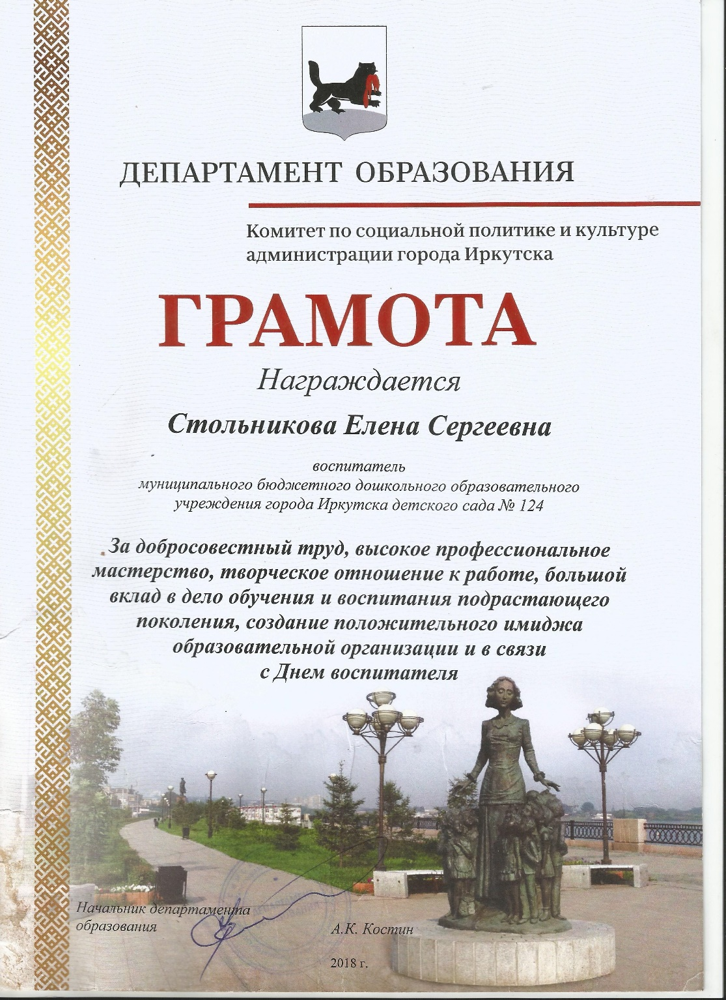 ДЕПАРТАМЕНТ ОБРАЗОВАНИЯ
Комитет по социальной политике и культуре
администрации города Иркутска
ГРАМОТА
Награждается
Стольникова Елена Сергеевна
воспитатель
муниципального бюджетного дошкольного образовательного
учреждения города Иркутска детского сада № 124
За добросовестный труд, высокое профессиональное
мастерство, творческое отношение к работе, большой
вклад в дело обучения и воспитания подрастающего
поколения, создание положительного имиджа
образовательной организации и в связи
с Днем воспитателя
Начальник департамента
образования
А.К. Костин
2018 г.